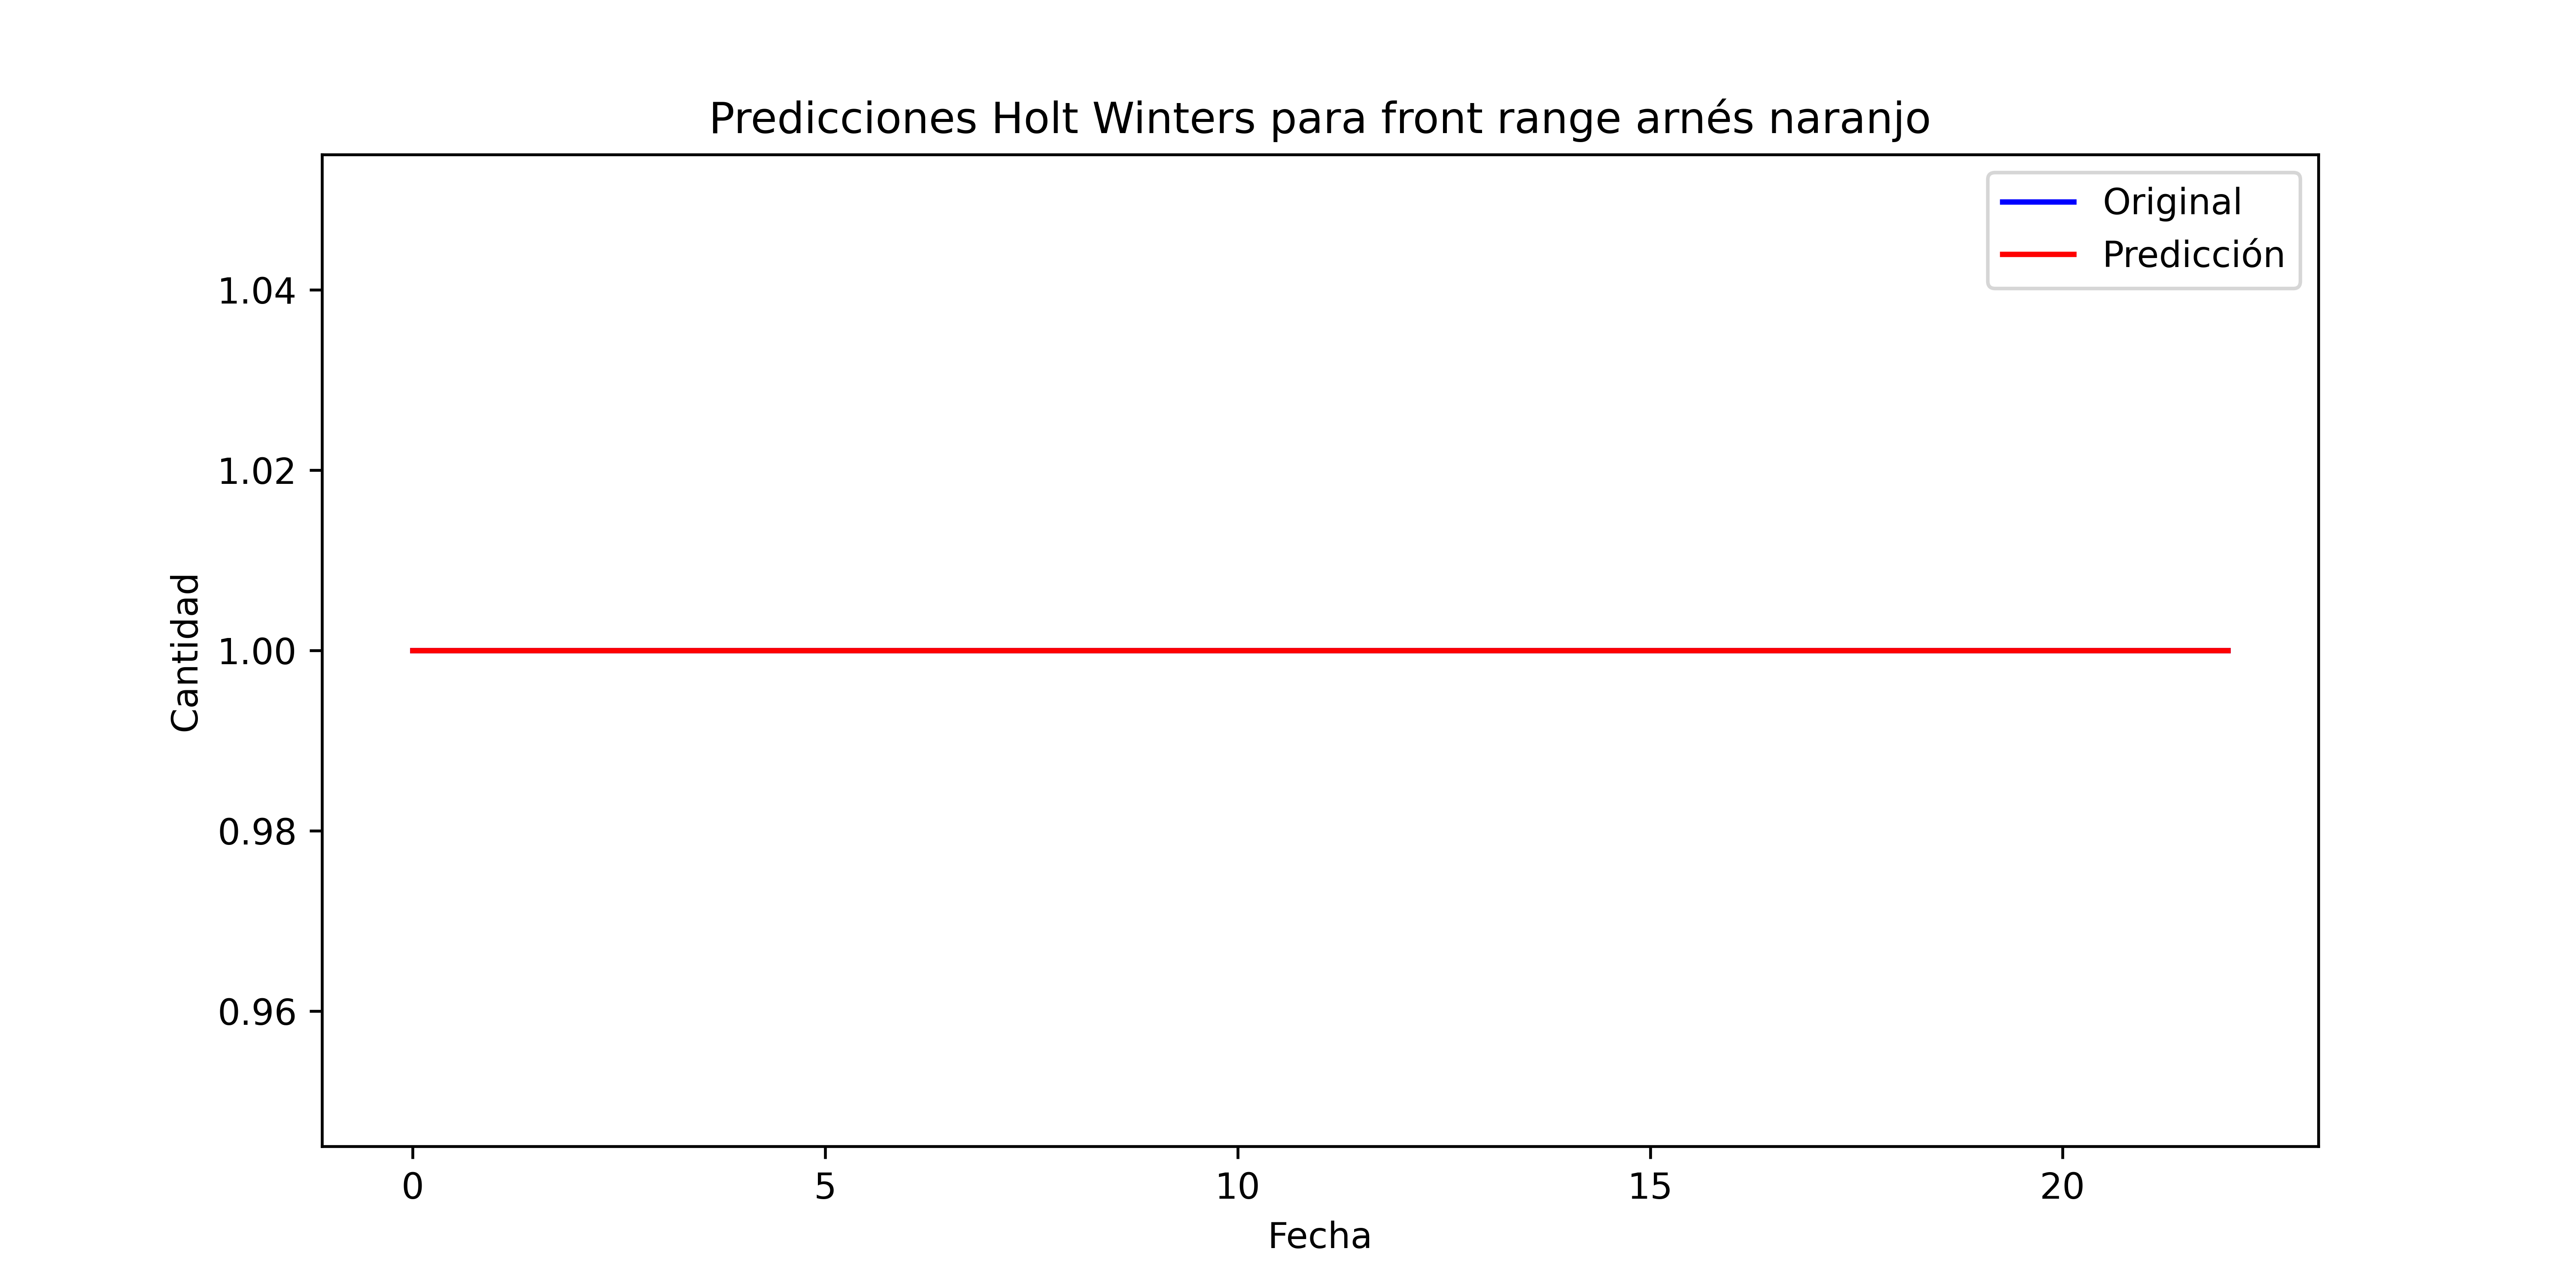 Predicciones Holt Winters para front range arnés naranjo
Original
Predicción
1.04
1.02
1.00
0.98
0.96
Cantidad
0
5
10
15
20
Fecha